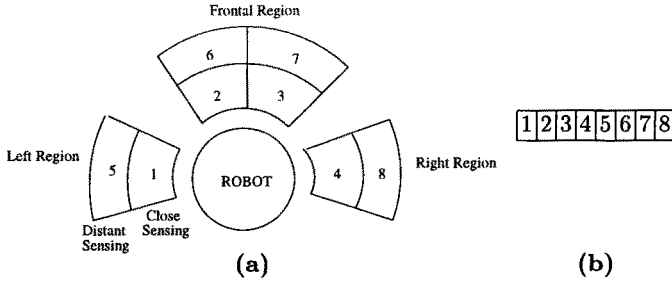 Frontal Region
6 7
2 3
1 2 3 4 5 6 7 8
Left Region
5 1
ROBOT
4 8
Right Region
Close
Sensing
Distant
Sensing
(a)
(b)